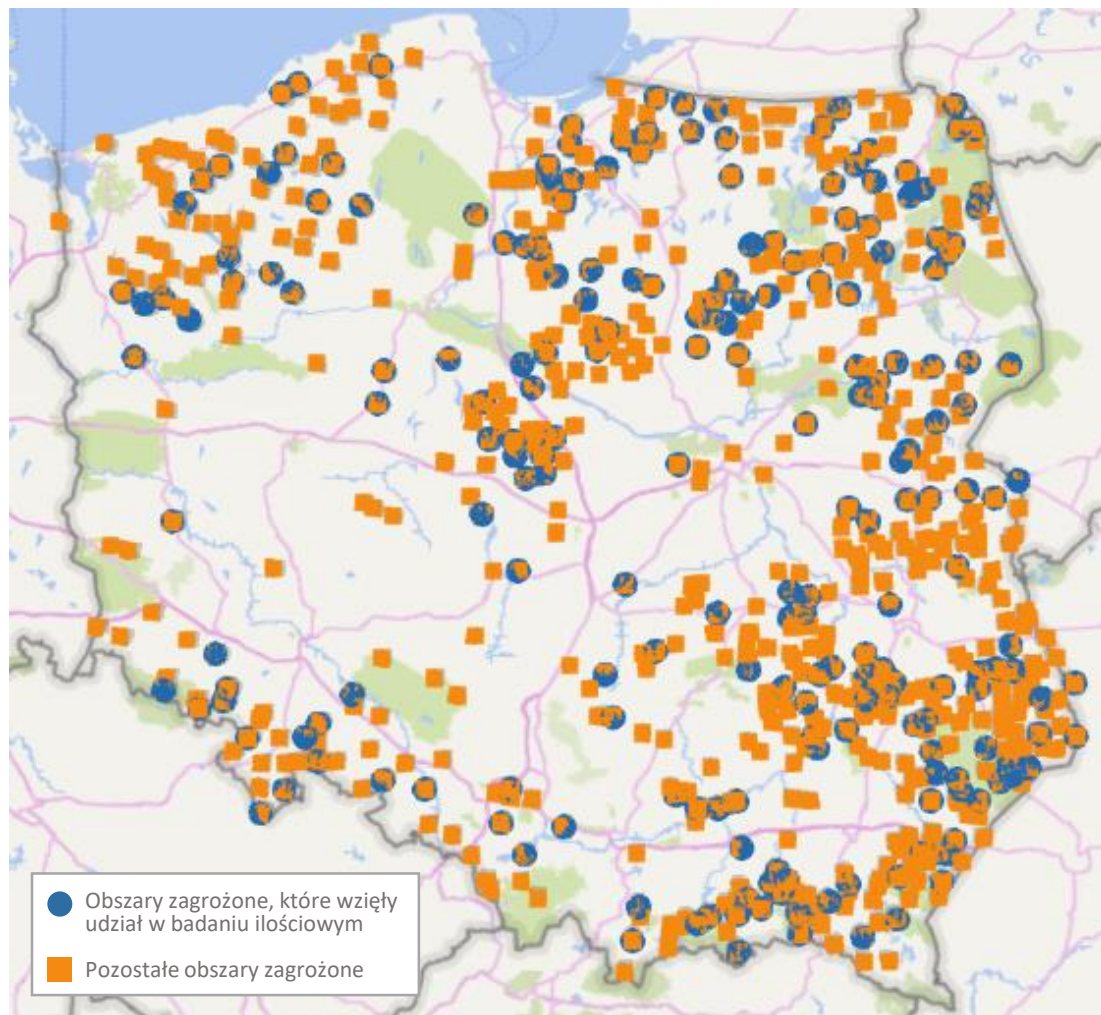 Obszary zagrożone, które wzięły
udział w badaniu ilościowym
Pozostałe obszary zagrożone